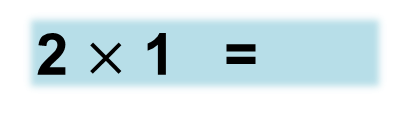 2 × 1 =